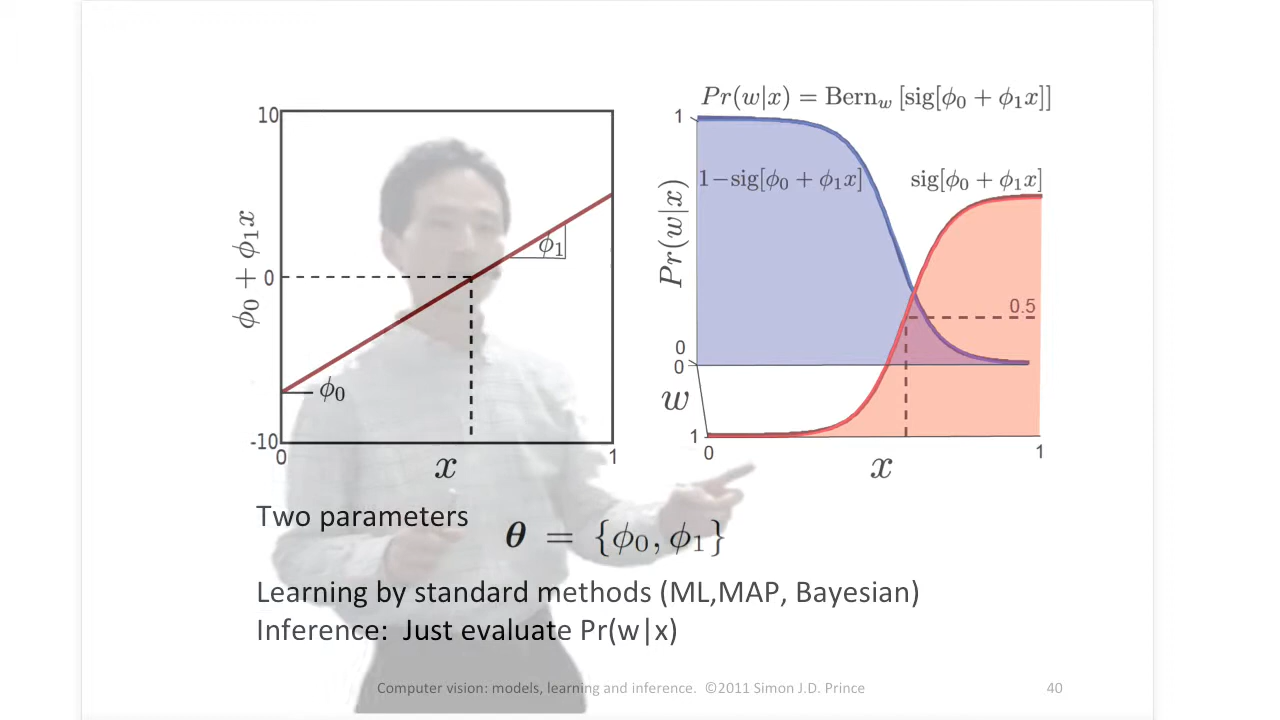 Pr(w|x) = Bern_w [sig[ϕ₀ + ϕ₁x]]
10
0
-10
ϕ₀ + ϕ₁x
ϕ₁
ϕ₀
0
1
x
1
1−sig[ϕ₀ + ϕ₁x]
sig[ϕ₀ + ϕ₁x]
Pr(w|x)
0.5
0
0
w
1
0
1
x
Two parameters
θ = {ϕ₀, ϕ₁}
Learning by standard methods (ML,MAP, Bayesian)
Inference: Just evaluate Pr(w|x)
Computer vision: models, learning and inference. ©2011 Simon J.D. Prince
40